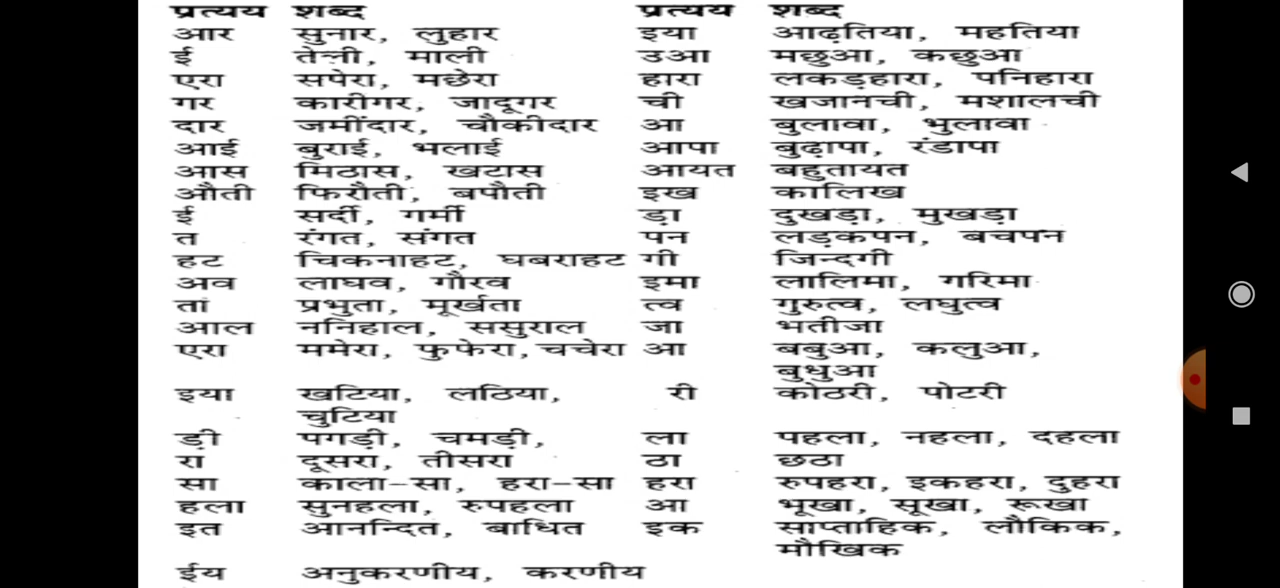 प्रत्यय शब्द प्रत्यय शब्द
आर सुनार, लुहार इया आढ़तिया, महतिया
ई तेली, माली उआ मछुआ, कछुआ
एरा सपेरा, मछेरा हारा लकड़हारा, पनिहारा
गर कारीगर, जादूगर ची खजानची, मशालची
दार जमींदार, चौकीदार आ बुलावा, भुलावा
आई बुराई, भलाई आपा बुढ़ापा, रंडापा
आस मिठास, खटास आयत बहुतायत
औती फिरौती, बपौती इख कालिख
ई सर्दी, गर्मी ड़ा दुखड़ा, मुखड़ा
त रंगत, संगत पन लड़कपन, बचपन
हट चिकनाहट, घबराहट गी जिन्दगी
अव लाघव, गौरव इमा लालिमा, गरिमा
तां प्रभुता, मूर्खता त्व गुरुत्व, लघुत्व
आल ननिहाल, ससुराल जा भतीजा
एरा ममेरा, फुफेरा, चचेरा आ बबुआ, कलुआ,
बुधुआ
इया खटिया, लठिया, री कोठरी, पोटरी
चुटिया
ड़ी पगड़ी, चमड़ी, ला पहला, नहला, दहला
रा दूसरा, तीसरा ठा छठा
सा काला-सा, हरा-सा हरा रुपहरा, इकहरा, दुहरा
हला सुनहला, रुपहला आ भूखा, सूखा, रूखा
इत आनन्दित, बाधित इक साप्ताहिक, लौकिक,
मौखिक
ईय अनुकरणीय, करणीय